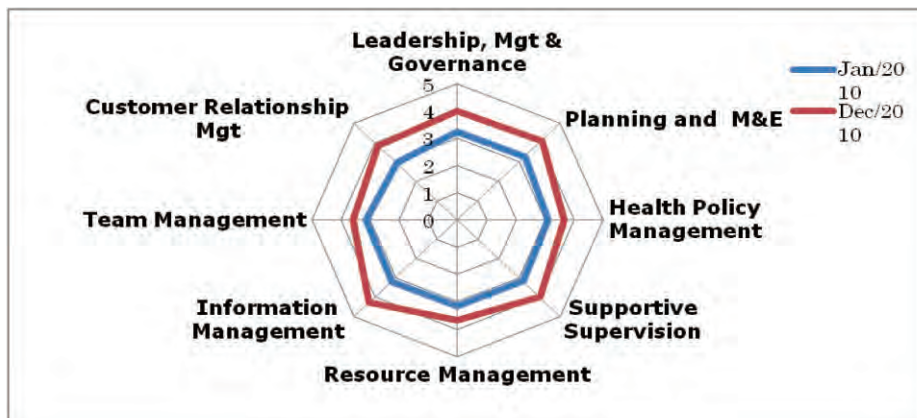 Leadership, Mgt &
Governance
Jan/20
10
Dec/20
10
Customer Relationship
Mgt
Planning and M&E
5
4
3
2
1
0
Team Management
Health Policy
Management
Information
Management
Supportive
Supervision
Resource Management